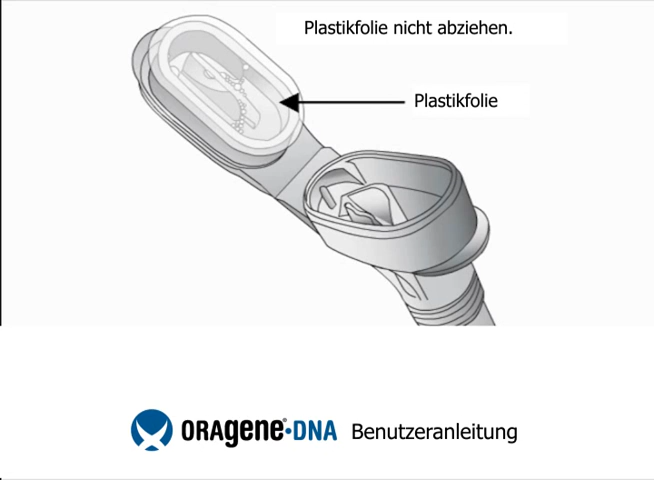 Plastikfolie nicht abziehen.
Plastikfolie
ORAgene®•DNA Benutzeranleitung